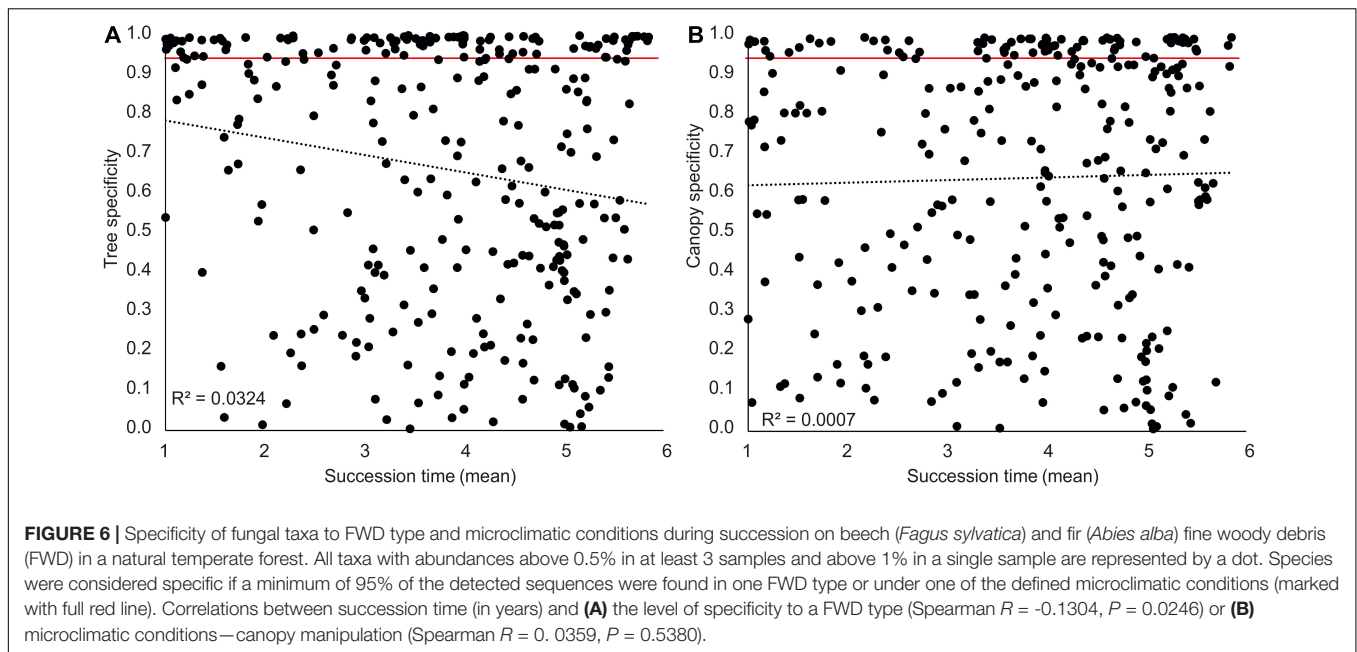 A
1.0
0.9
0.8
0.7
0.6
0.5
0.4
0.3
0.2
0.1
0.0
Tree specificity
R² = 0.0324
1 2 3 4 5 6
Succession time (mean)
B
1.0
0.9
0.8
0.7
0.6
0.5
0.4
0.3
0.2
0.1
0.0
Canopy specificity
R² = 0.0007
1 2 3 4 5 6
Succession time (mean)
FIGURE 6 | Specificity of fungal taxa to FWD type and microclimatic conditions during succession on beech (Fagus sylvatica) and fir (Abies alba) fine woody debris
(FWD) in a natural temperate forest. All taxa with abundances above 0.5% in at least 3 samples and above 1% in a single sample are represented by a dot. Species
were considered specific if a minimum of 95% of the detected sequences were found in one FWD type or under one of the defined microclimatic conditions (marked
with full red line). Correlations between succession time (in years) and (A) the level of specificity to a FWD type (Spearman R = -0.1304, P = 0.0246) or (B)
microclimatic conditions—canopy manipulation (Spearman R = 0. 0359, P = 0.5380).